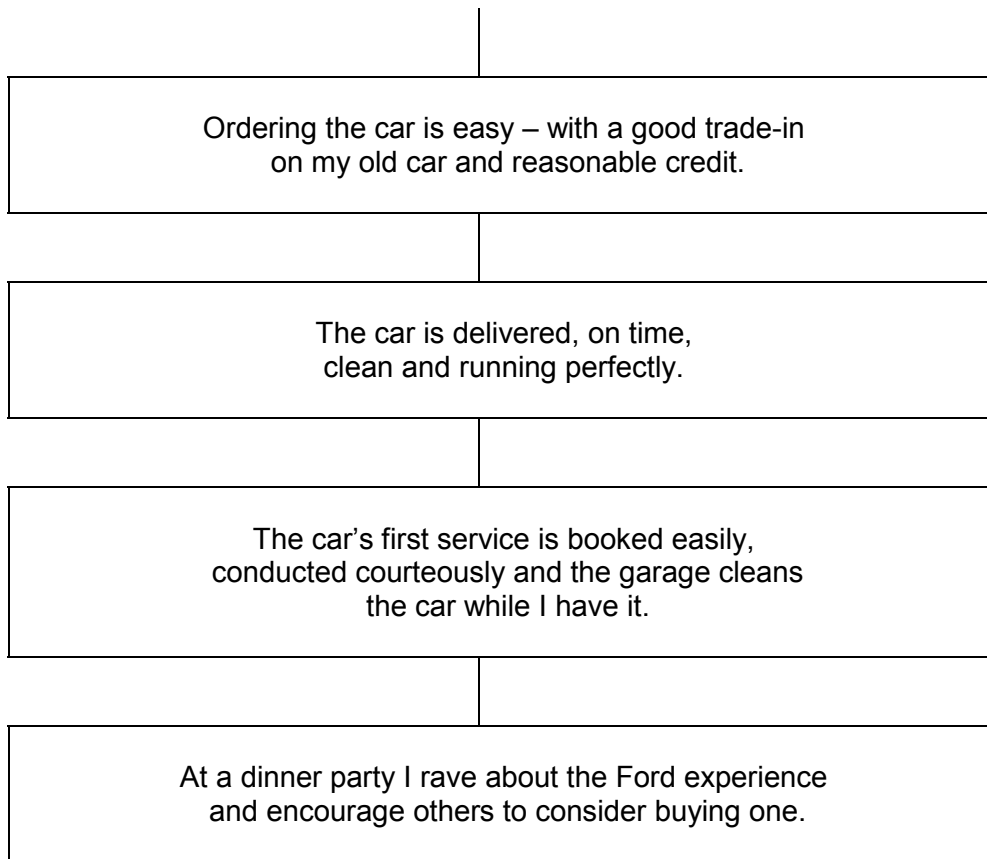 Ordering the car is easy – with a good trade-in
on my old car and reasonable credit.
The car is delivered, on time,
clean and running perfectly.
The car’s first service is booked easily,
conducted courteously and the garage cleans
the car while I have it.
At a dinner party I rave about the Ford experience
and encourage others to consider buying one.